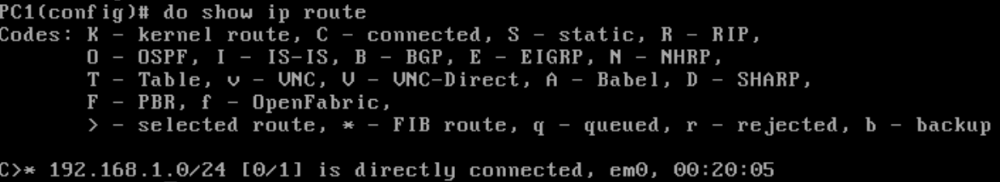 PC1(config)# do show ip route
Codes: K - kernel route, C - connected, S - static, R - RIP,
       O - OSPF, I - IS-IS, B - BGP, E - EIGRP, N - NHRP,
       T - Table, v - VNC, V - VNC-Direct, A - Babel, D - SHARP,
       F - PBR, f - OpenFabric,
       > - selected route, * - FIB route, q - queued, r - rejected, b - backup
C>* 192.168.1.0/24 [0/1] is directly connected, em0, 00:20:05